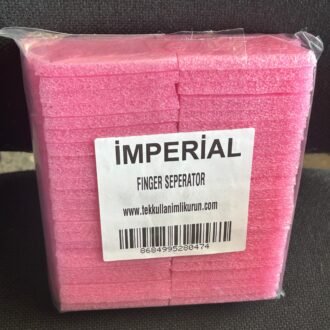 İMPERİAL
FINGER SEPERATOR
www.tekkullanimlikurun.com
8684995280474